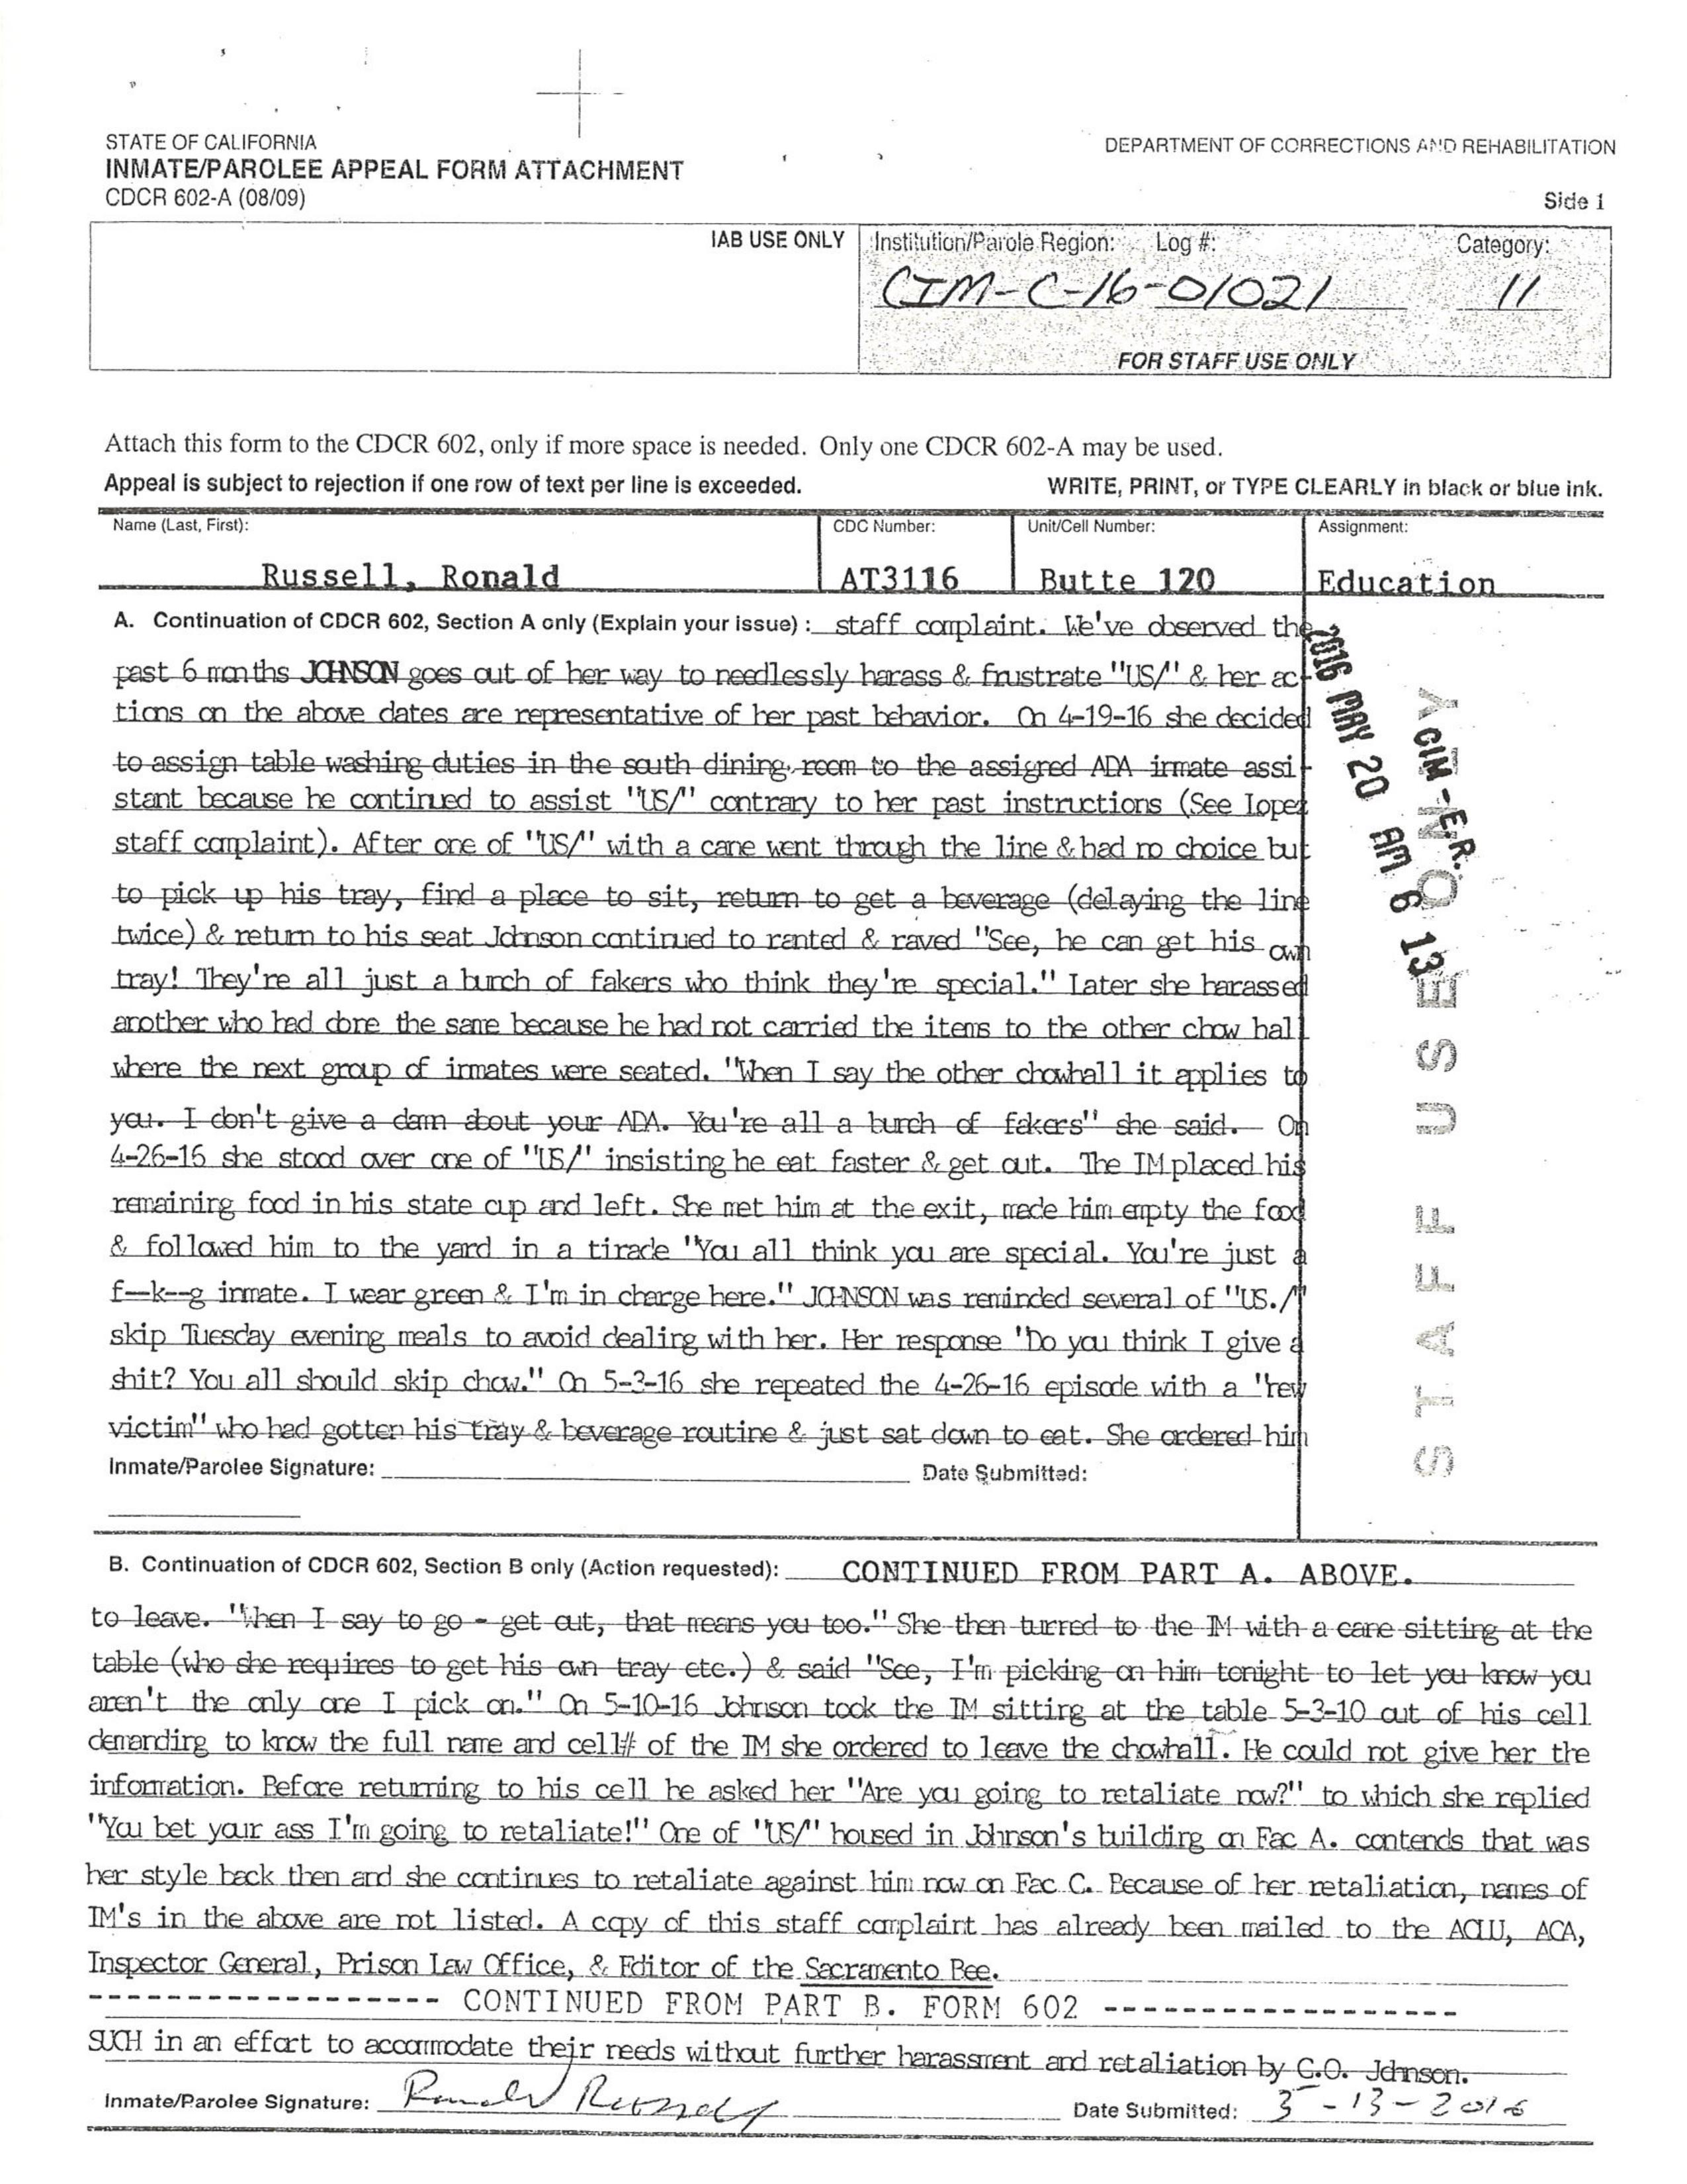 STATE OF CALIFORNIA
INMATE/PAROLEE APPEAL FORM ATTACHMENT
CDCR 602-A (08/09)
DEPARTMENT OF CORRECTIONS AND REHABILITATION
Side 1
IAB USE ONLY
Institution/Parole Region: Log #: Category:
CIM-C-16-01021 11
FOR STAFF USE ONLY
Attach this form to the CDCR 602, only if more space is needed. Only one CDCR 602-A may be used.
Appeal is subject to rejection if one row of text per line is exceeded. WRITE, PRINT, or TYPE CLEARLY in black or blue ink.
Name (Last, First): CDC Number: Unit/Cell Number: Assignment:
Russell, Ronald AT3116 Butte 120 Education
A. Continuation of CDCR 602, Section A only (Explain your issue) : staff complaint. We've observed the
past 6 months JOHNSON goes out of her way to needlessly harass & frustrate "US/" & her ac-
tions on the above dates are representative of her past behavior. On 4-19-16 she decided
to assign table washing duties in the south dining room to the assigned ADA inmate assi-
stant because he continued to assist "US/" contrary to her past instructions (See Lopez
staff complaint). After one of "US/" with a cane went through the line & had no choice but
to pick up his tray, find a place to sit, return to get a beverage (delaying the line
twice) & return to his seat Johnson continued to ranted & raved "See, he can get his own
tray! They're all just a bunch of fakers who think they're special." Later she harassed
another who had done the same because he had not carried the items to the other chow hall
where the next group of inmates were seated. "When I say the other chowhall it applies to
you. I don't give a damn about your ADA. You're all a bunch of fakers" she said. On
4-26-16 she stood over one of "US/" insisting he eat faster & get out. The IM placed his
remaining food in his state cup and left. She met him at the exit, made him empty the food
& followed him to the yard in a tirade "You all think you are special. You're just a
f--k--g inmate. I wear green & I'm in charge here." JOHNSON was reminded several of "US./"
skip Tuesday evening meals to avoid dealing with her. Her response "Do you think I give a
shit? You all should skip chow." On 5-3-16 she repeated the 4-26-16 episode with a "new
victim" who had gotten his tray & beverage routine & just sat down to eat. She ordered him
Inmate/Parolee Signature: Date Submitted:
2016 MAY 20 AM 6 13
STAFF USE ONLY
B. Continuation of CDCR 602, Section B only (Action requested): CONTINUED FROM PART A. ABOVE.
to leave. "When I say to go - get out, that means you too." She then turned to the IM with a cane sitting at the
table (who she requires to get his own tray etc.) & said "See, I'm picking on him tonight to let you know you
aren't the only one I pick on." On 5-10-16 Johnson took the IM sitting at the table 5-3-10 out of his cell
demanding to know the full name and cell# of the IM she ordered to leave the chowhall. He could not give her the
information. Before returning to his cell he asked her "Are you going to retaliate now?" to which she replied
"You bet your ass I'm going to retaliate!" One of "US/" housed in Johnson's building on Fac A. contends that was
her style back then and she continues to retaliate against him now on Fac C. Because of her retaliation, names of
IM's in the above are not listed. A copy of this staff complaint has already been mailed to the ACLU, ACA,
Inspector General, Prison Law Office, & Editor of the Sacramento Bee.
------------------ CONTINUED FROM PART B. FORM 602 -------------------
SUCH in an effort to accommodate their needs without further harassment and retaliation by C.O. Johnson.
Inmate/Parolee Signature: Ronald Russell Date Submitted: 5-13-2016